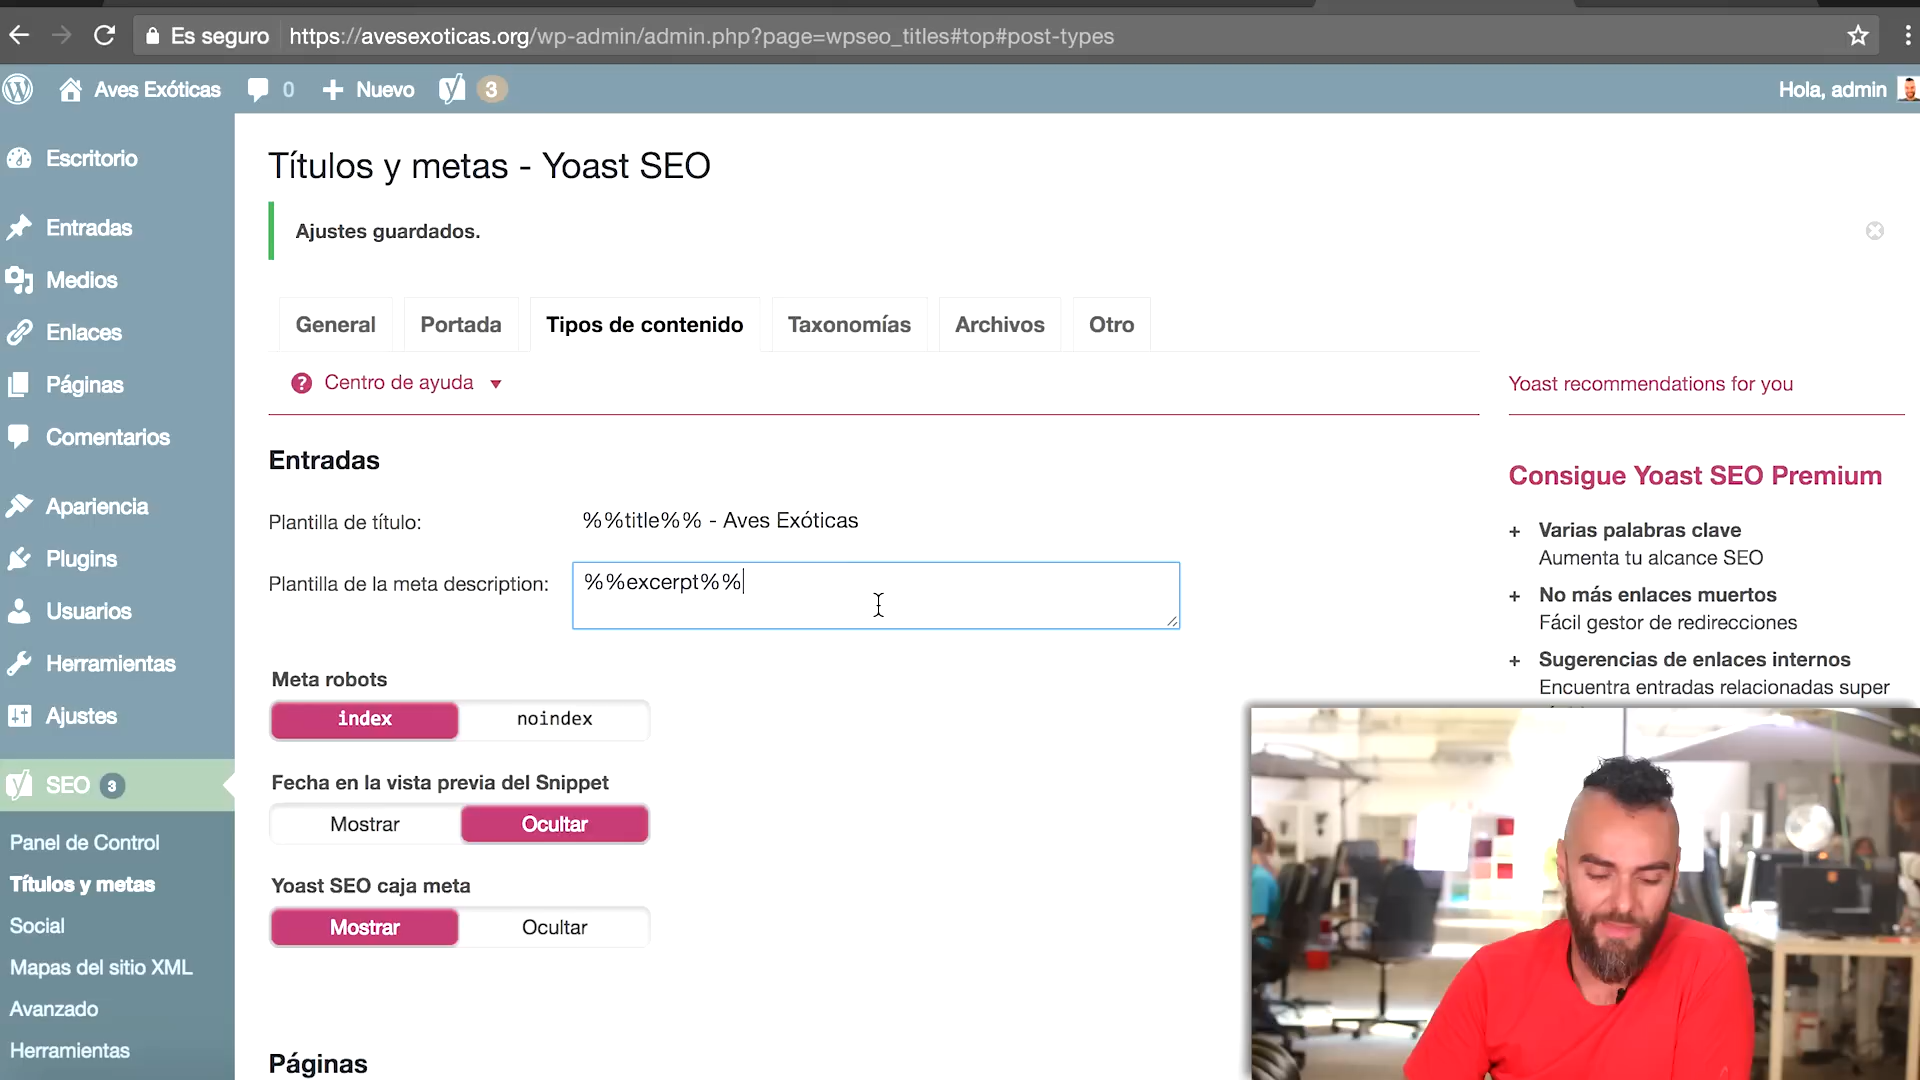 Es seguro https://avesexoticas.org/wp-admin/admin.php?page=wpseo_titles#top#post-types
Aves Exóticas 0 Nuevo 3 Hola, admin
Escritorio
Entradas
Medios
Enlaces
Páginas
Comentarios
Apariencia
Plugins
Usuarios
Herramientas
Ajustes
SEO 3
Panel de Control
Títulos y metas
Social
Mapas del sitio XML
Avanzado
Herramientas
Títulos y metas - Yoast SEO
Ajustes guardados.
General Portada Tipos de contenido Taxonomías Archivos Otro
? Centro de ayuda
Entradas
Plantilla de título: %%title%% - Aves Exóticas
Plantilla de la meta description: %%excerpt%%
Meta robots
index noindex
Fecha en la vista previa del Snippet
Mostrar Ocultar
Yoast SEO caja meta
Mostrar Ocultar
Páginas
Yoast recommendations for you
Consigue Yoast SEO Premium
+ Varias palabras clave
Aumenta tu alcance SEO
+ No más enlaces muertos
Fácil gestor de redirecciones
+ Sugerencias de enlaces internos
Encuentra entradas relacionadas super